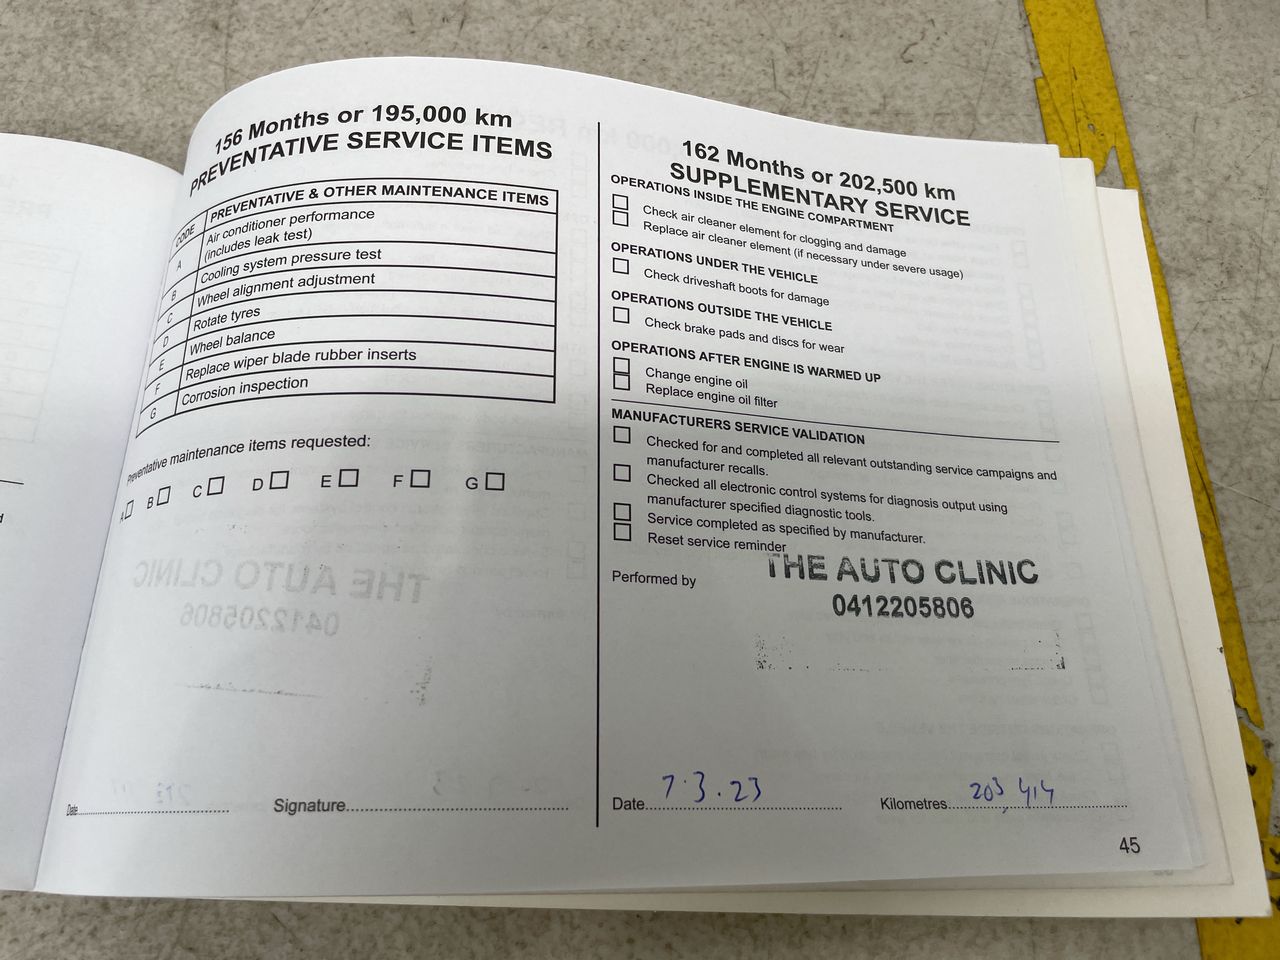 156 Months or 195,000 km
PREVENTATIVE SERVICE ITEMS
CODE PREVENTATIVE & OTHER MAINTENANCE ITEMS
A Air conditioner performance
(includes leak test)
B Cooling system pressure test
C Wheel alignment adjustment
D Rotate tyres
E Wheel balance
F Replace wiper blade rubber inserts
G Corrosion inspection
Preventative maintenance items requested:
A B C D E F G
Date
Signature
162 Months or 202,500 km
SUPPLEMENTARY SERVICE
OPERATIONS INSIDE THE ENGINE COMPARTMENT
Check air cleaner element for clogging and damage
Replace air cleaner element (if necessary under severe usage)
OPERATIONS UNDER THE VEHICLE
Check driveshaft boots for damage
OPERATIONS OUTSIDE THE VEHICLE
Check brake pads and discs for wear
OPERATIONS AFTER ENGINE IS WARMED UP
Change engine oil
Replace engine oil filter
MANUFACTURERS SERVICE VALIDATION
Checked for and completed all relevant outstanding service campaigns and
manufacturer recalls.
Checked all electronic control systems for diagnosis output using
manufacturer specified diagnostic tools.
Service completed as specified by manufacturer.
Reset service reminder
Performed by
THE AUTO CLINIC
0412205806
Date 7.3.23 Kilometres 203,414
45